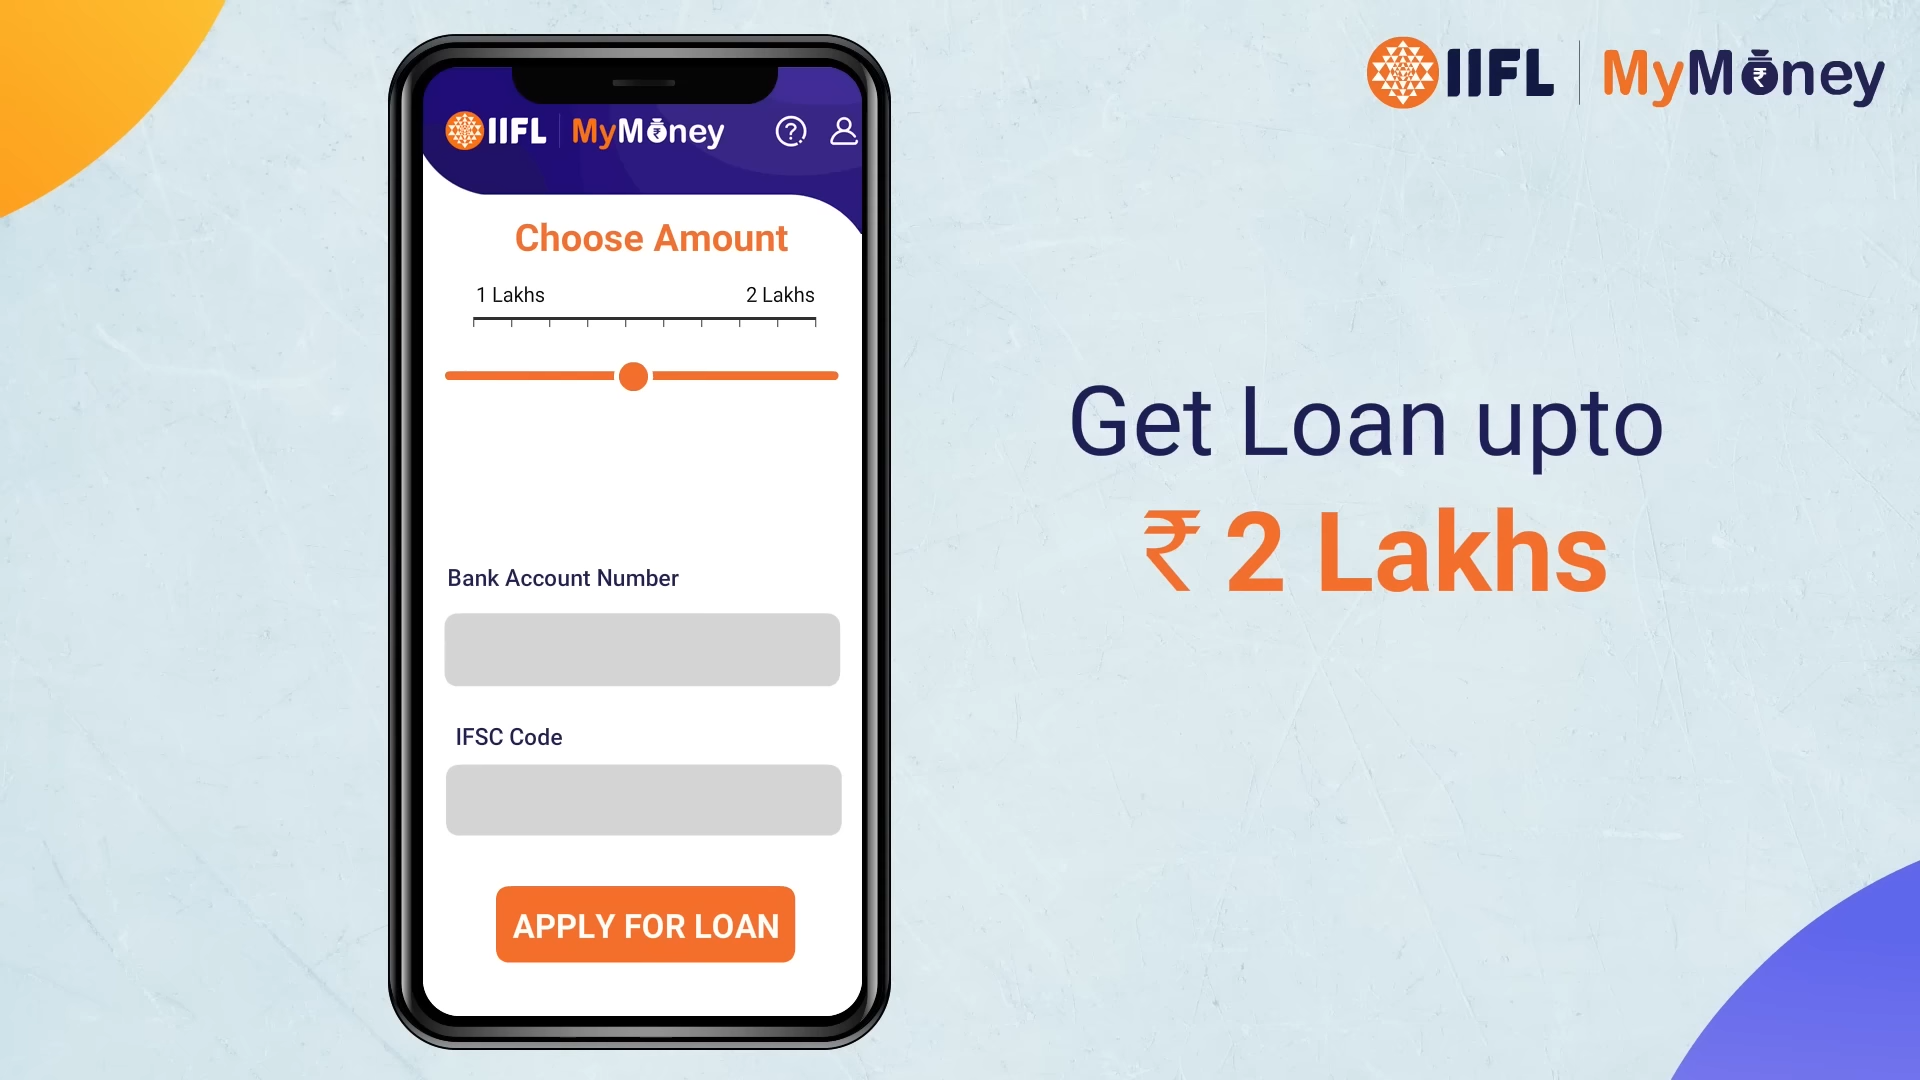 IIFL | MyMoney
IIFL | MyMoney
Choose Amount
1 Lakhs 2 Lakhs
Bank Account Number
IFSC Code
APPLY FOR LOAN
Get Loan upto
₹ 2 Lakhs